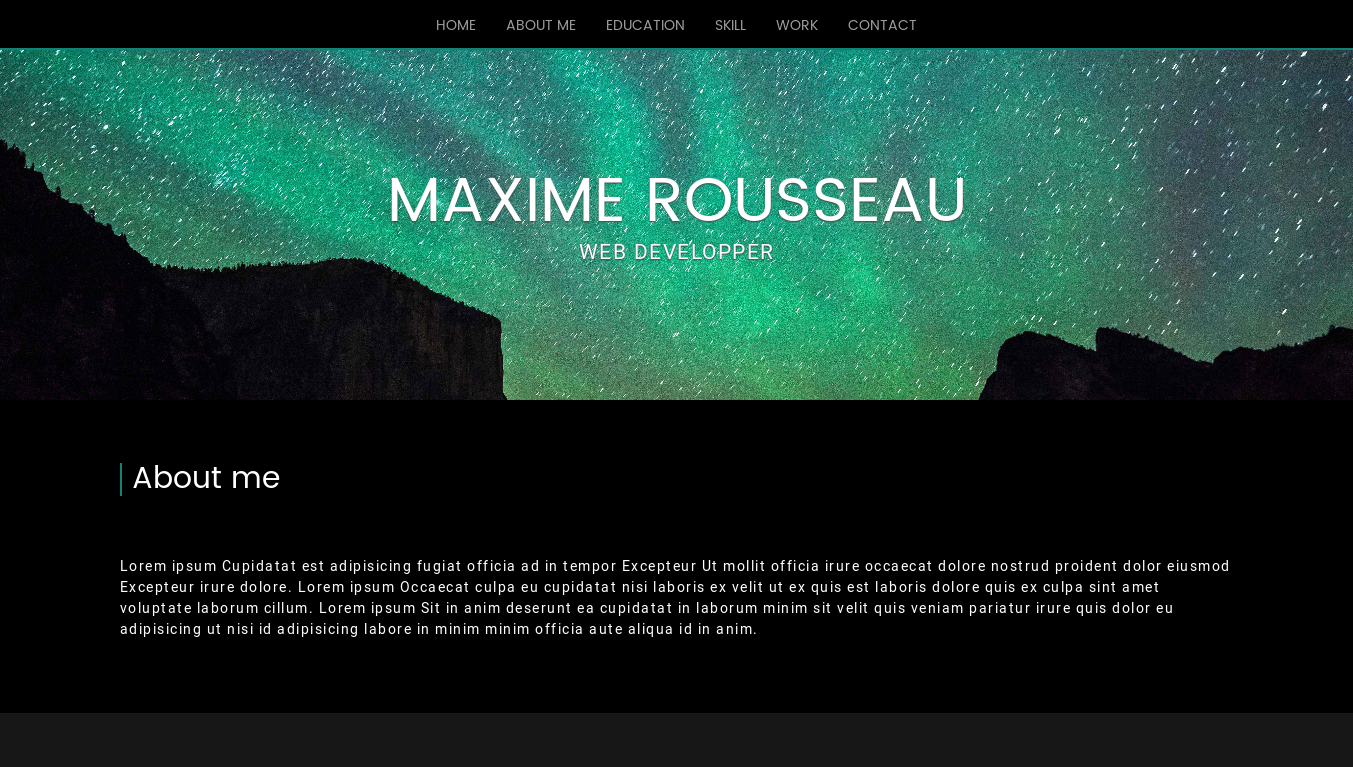 HOME ABOUT ME EDUCATION SKILL WORK CONTACT
MAXIME ROUSSEAU
WEB DEVELOPPER
About me
Lorem ipsum Cupidatat est adipisicing fugiat officia ad in tempor Excepteur Ut mollit officia irure occaecat dolore nostrud proident dolor eiusmod
Excepteur irure dolore. Lorem ipsum Occaecat culpa eu cupidatat nisi laboris ex velit ut ex quis est laboris dolore quis ex culpa sint amet
voluptate laborum cillum. Lorem ipsum Sit in anim deserunt ea cupidatat in laborum minim sit velit quis veniam pariatur irure quis dolor eu
adipisicing ut nisi id adipisicing labore in minim minim officia aute aliqua id in anim.